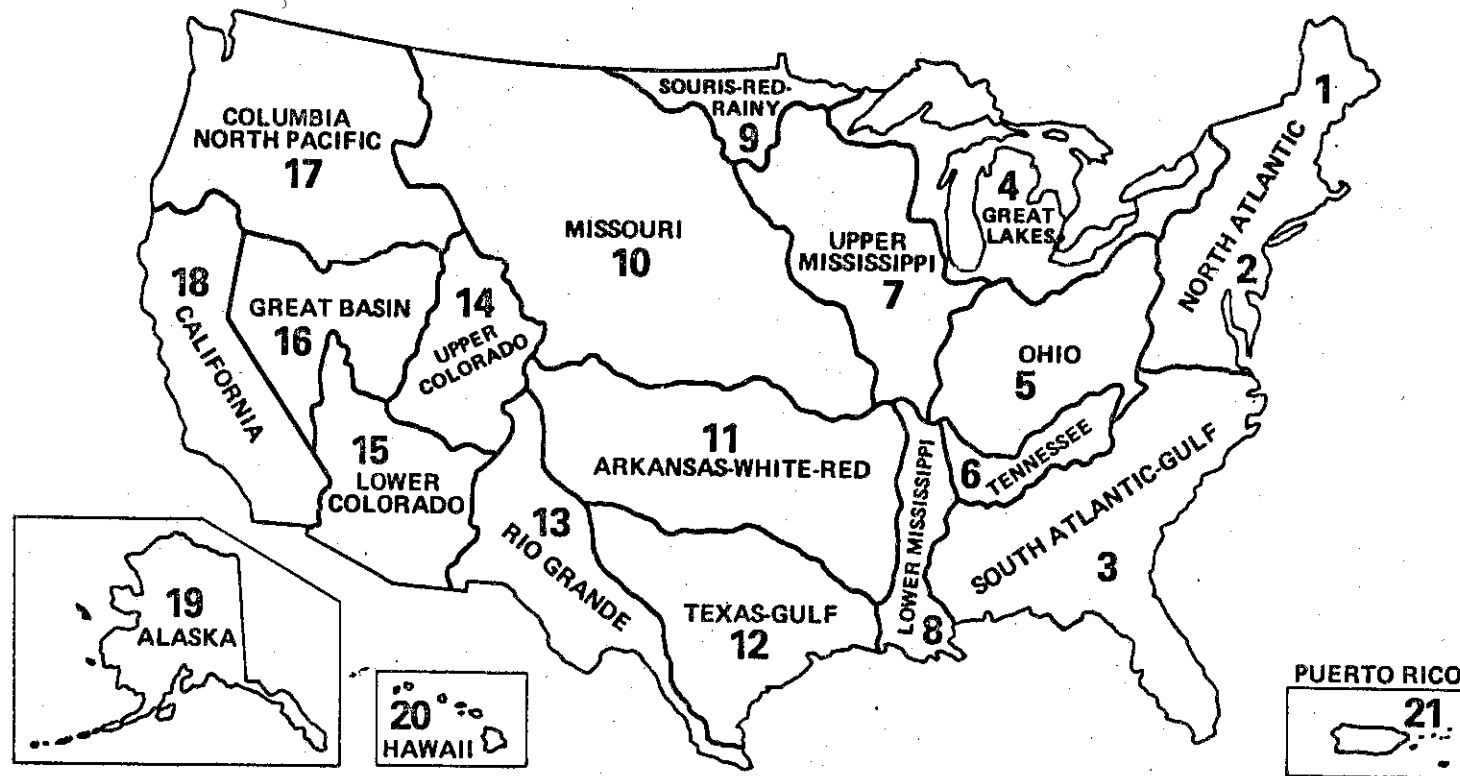 SOURIS-RED-
RAINY
9
1
COLUMBIA
NORTH PACIFIC
17
4
GREAT
LAKES
NORTH ATLANTIC
2
MISSOURI
10
UPPER
MISSISSIPPI
7
18
CALIFORNIA
GREAT BASIN
16
14
UPPER
COLORADO
OHIO
5
15
LOWER
COLORADO
11
ARKANSAS-WHITE-RED
6
TENNESSEE
LOWER MISSISSIPPI
8
SOUTH ATLANTIC-GULF
3
13
RIO GRANDE
TEXAS-GULF
12
19
ALASKA
20
HAWAII
PUERTO RICO
21